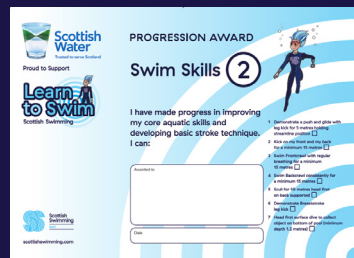 Scottish
Water
Trusted to serve Scotland
Proud to Support
Learn
to Swim
Scottish Swimming
PROGRESSION AWARD
Swim Skills 2
I have made progress in improving
my core aquatic skills and
developing basic stroke technique.
I can:
Awarded to
Date
1 Demonstrate a push and glide with
leg kick for 5 metres holding
streamline position
2 Kick on my front and my back
for a minimum 15 metres
3 Swim Frontcrawl with regular
breathing for a minimum
15 metres
4 Swim Backcrawl consistently for
a minimum 15 metres
5 Scull for 10 metres head first
on back supported
6 Demonstrate Breaststroke
leg kick
7 Head first surface dive to collect
object on bottom of pool (minimum
depth 1.2 metres)
Scottish
Swimming
scottishswimming.com